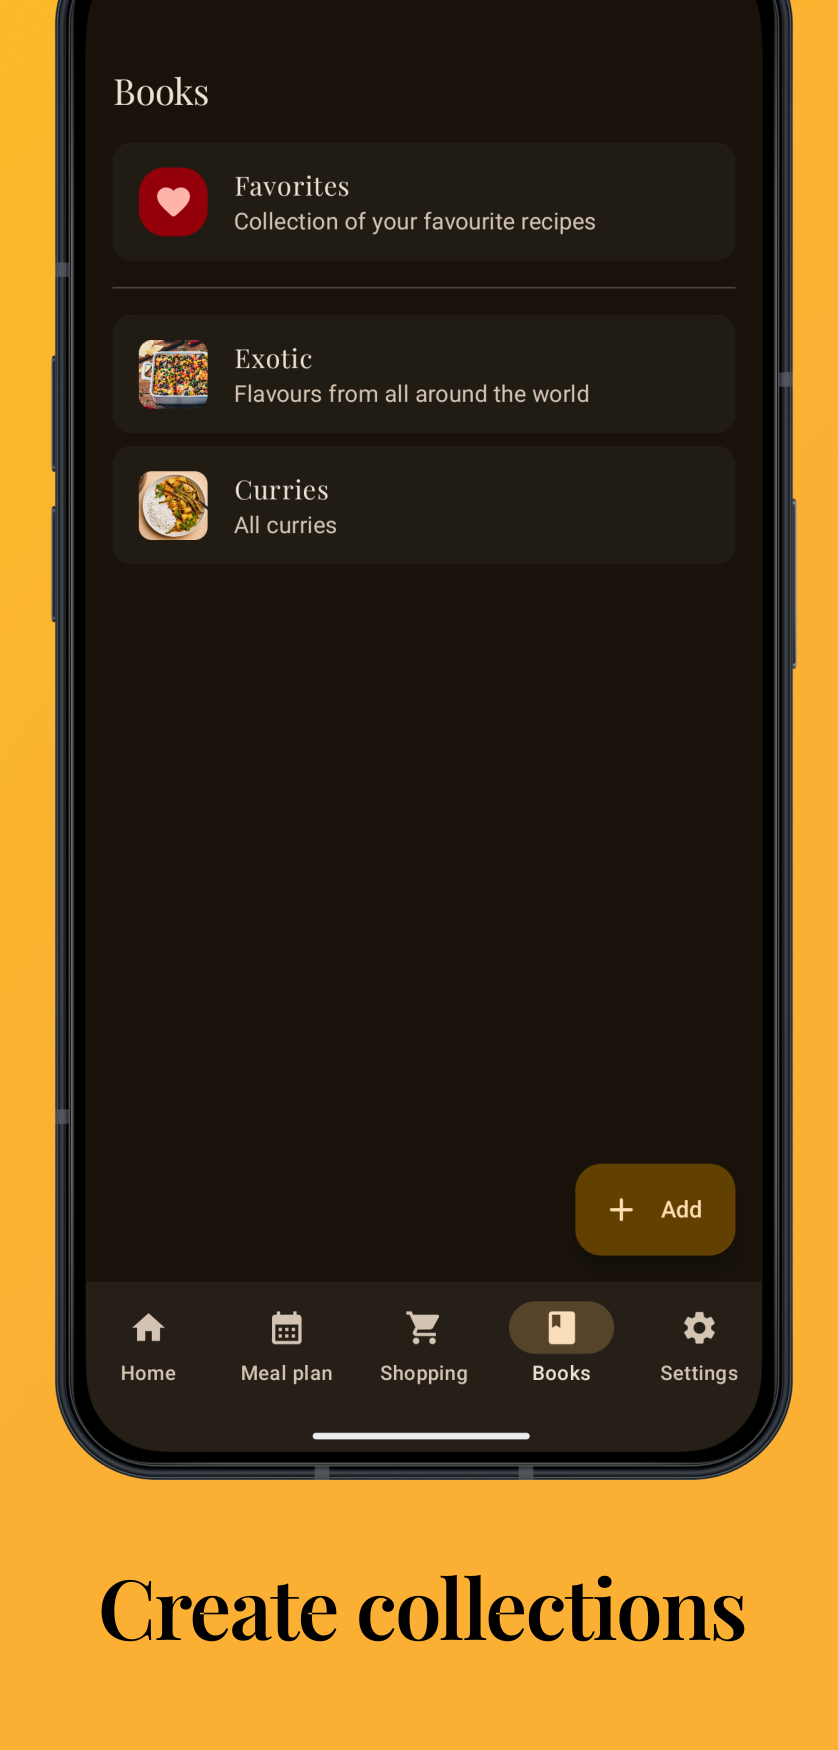 Books
Favorites
Collection of your favourite recipes
Exotic
Flavours from all around the world
Curries
All curries
Add
Home
Meal plan
Shopping
Books
Settings
Create collections